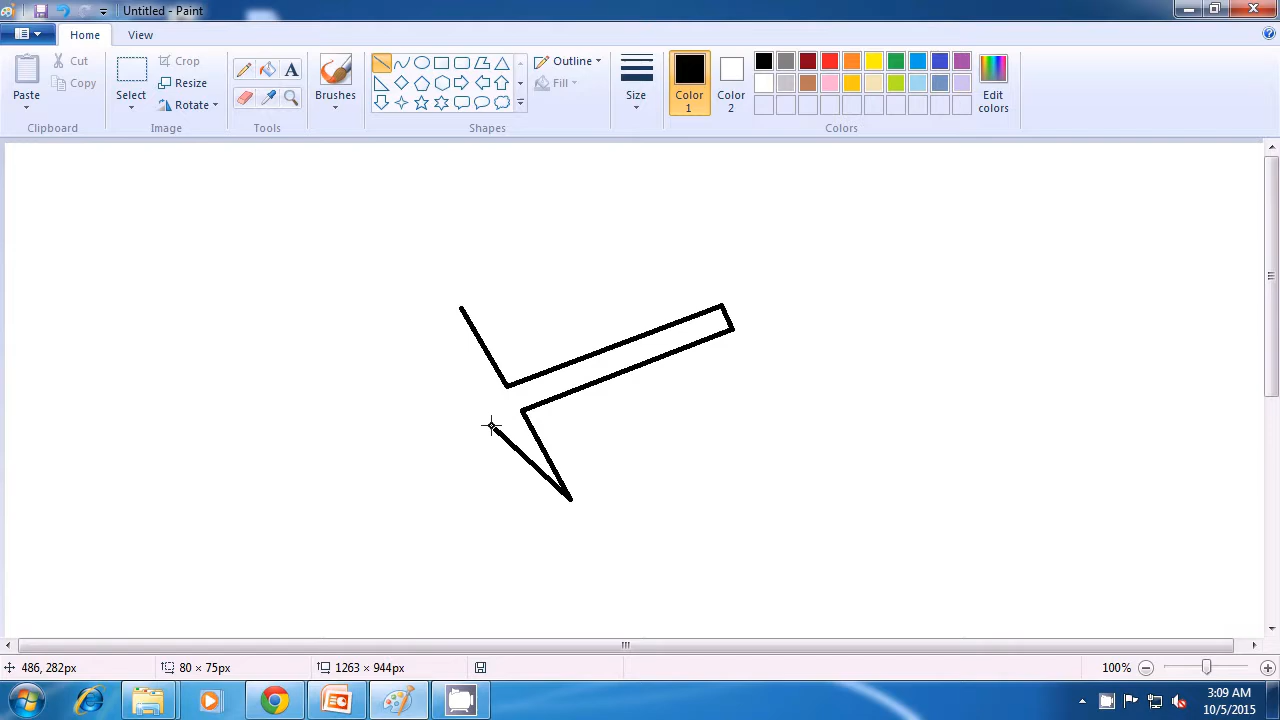 Untitled - Paint
Home View
Paste
Cut
Copy
Clipboard
Select
Crop
Resize
Rotate
Image
A
Tools
Brushes
Outline
Fill
Shapes
Size
Color 1
Color 2
Edit colors
Colors
486, 282px
80 × 75px
1263 × 944px
100%
3:09 AM
10/5/2015